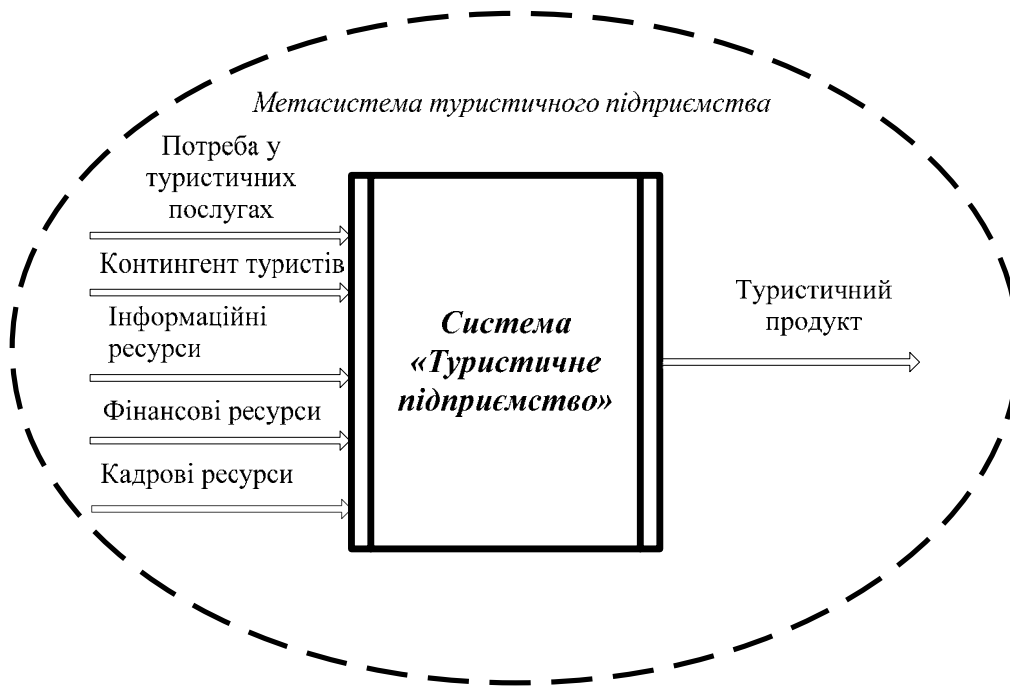 Метасистема туристичного підприємства
Потреба у
туристичних
послугах
Контингент туристів
Інформаційні
ресурси
Фінансові ресурси
Кадрові ресурси
Система
«Туристичне
підприємство»
Туристичний
продукт